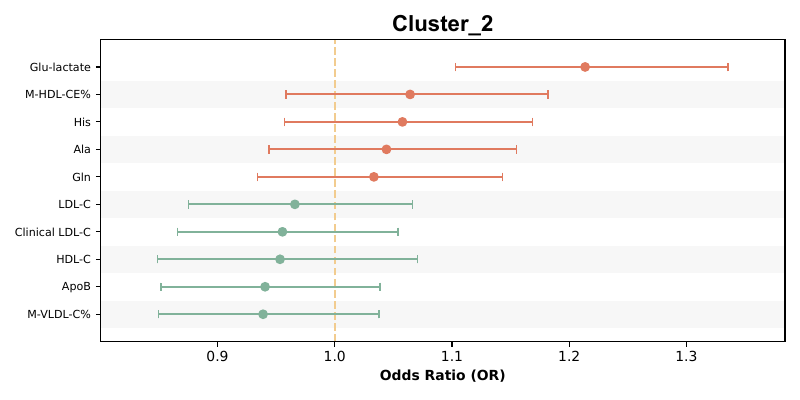 Cluster_2
Glu-lactate
M-HDL-CE%
His
Ala
Gln
LDL-C
Clinical LDL-C
HDL-C
ApoB
M-VLDL-C%
0.9 1.0 1.1 1.2 1.3
Odds Ratio (OR)